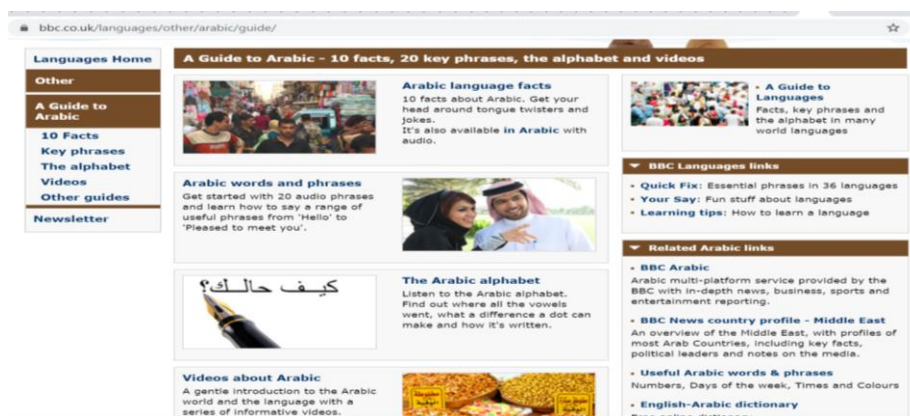 bbc.co.uk/languages/other/arabic/guide/
Languages Home
Other
A Guide to
Arabic
10 Facts
Key phrases
The alphabet
Videos
Other guides
Newsletter
A Guide to Arabic - 10 facts, 20 key phrases, the alphabet and videos
Arabic language facts
10 facts about Arabic. Get your
head around tongue twisters and
jokes.
It's also available in Arabic with
audio.
Arabic words and phrases
Get started with 20 audio phrases
and learn how to say a range of
useful phrases from 'Hello' to
'Pleased to meet you'.
كيف حالك؟
The Arabic alphabet
Listen to the Arabic alphabet.
Find out where all the vowels
went, what a difference a dot can
make and how it's written.
Videos about Arabic
A gentle introduction to the Arabic
world and the language with a
series of informative videos.
A Guide to
Languages
Facts, key phrases and
the alphabet in many
world languages
BBC Languages links
Quick Fix: Essential phrases in 36 languages
Your Say: Fun stuff about languages
Learning tips: How to learn a language
Related Arabic links
BBC Arabic
Arabic multi-platform service provided by the
BBC with in-depth news, business, sports and
entertainment reporting.
BBC News country profile - Middle East
An overview of the Middle East, with profiles of
most Arab Countries, including key facts,
political leaders and notes on the media.
Useful Arabic words & phrases
Numbers, Days of the week, Times and Colours
English-Arabic dictionary